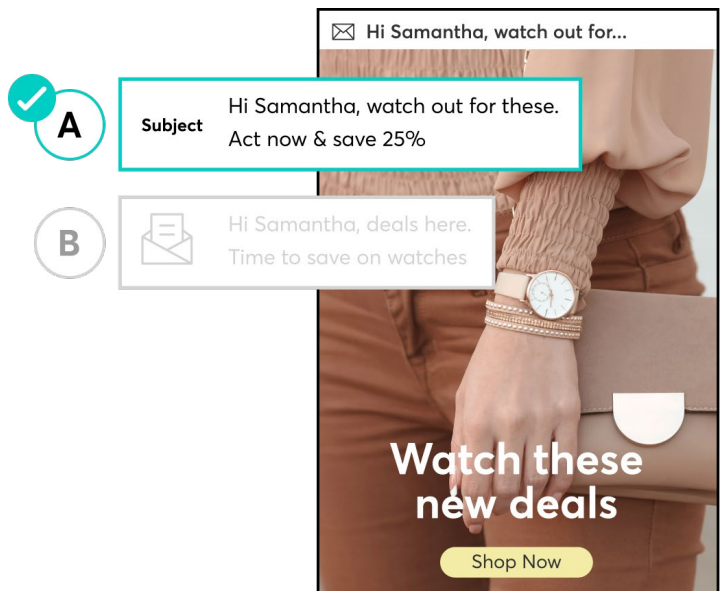 Hi Samantha, watch out for...
A
Subject
Hi Samantha, watch out for these.
Act now & save 25%
B
Hi Samantha, deals here.
Time to save on watches
Watch these
new deals
Shop Now